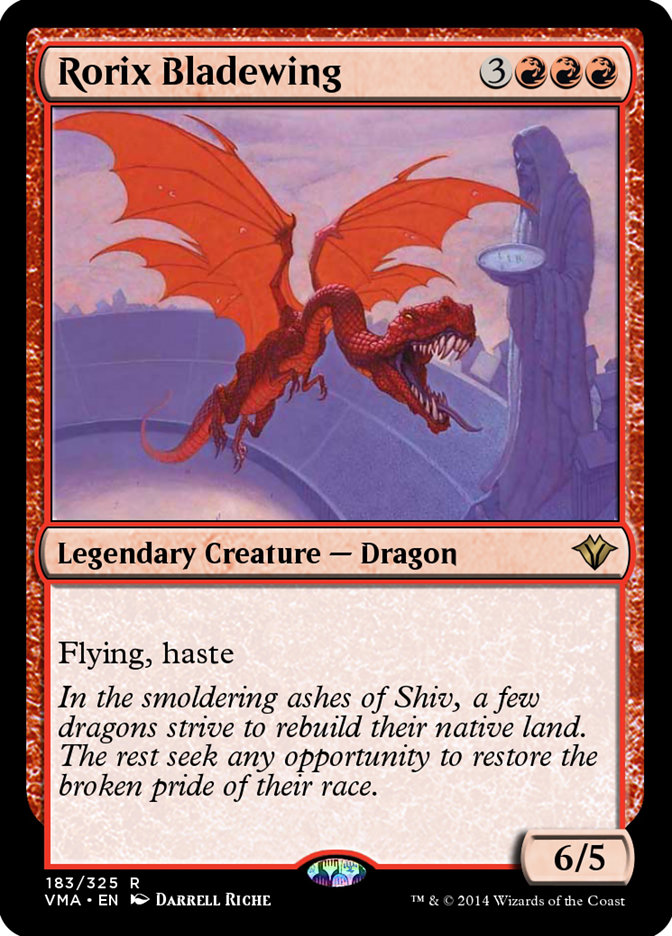 Rorix Bladewing 3
Legendary Creature — Dragon
Flying, haste
In the smoldering ashes of Shiv, a few
dragons strive to rebuild their native land.
The rest seek any opportunity to restore the
broken pride of their race.
6/5
183/325 R
VMA • EN DARRELL RICHE
™ & © 2014 Wizards of the Coast